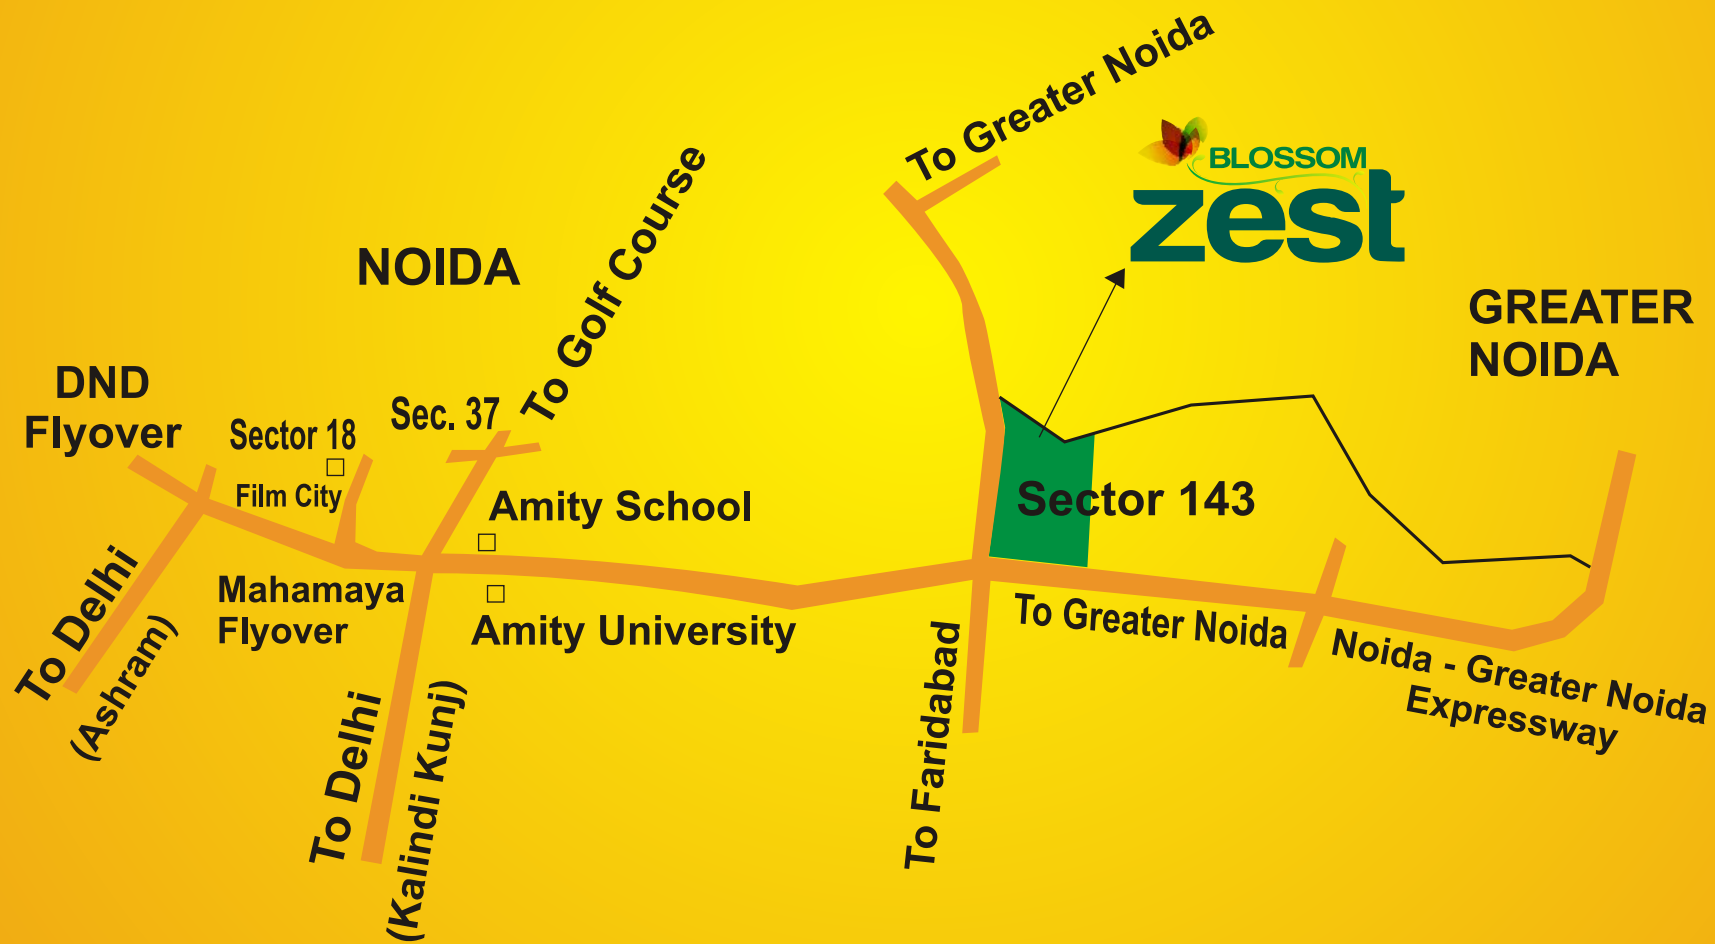 To Greater Noida
BLOSSOM
zest
NOIDA
To Golf Course
GREATER
NOIDA
DND
Flyover
Sector 18
Sec. 37
Film City
Amity School
Sector 143
To Delhi
(Ashram)
Mahamaya
Flyover
Amity University
To Greater Noida
Noida - Greater Noida
Expressway
To Delhi
(Kalindi Kunj)
To Faridabad